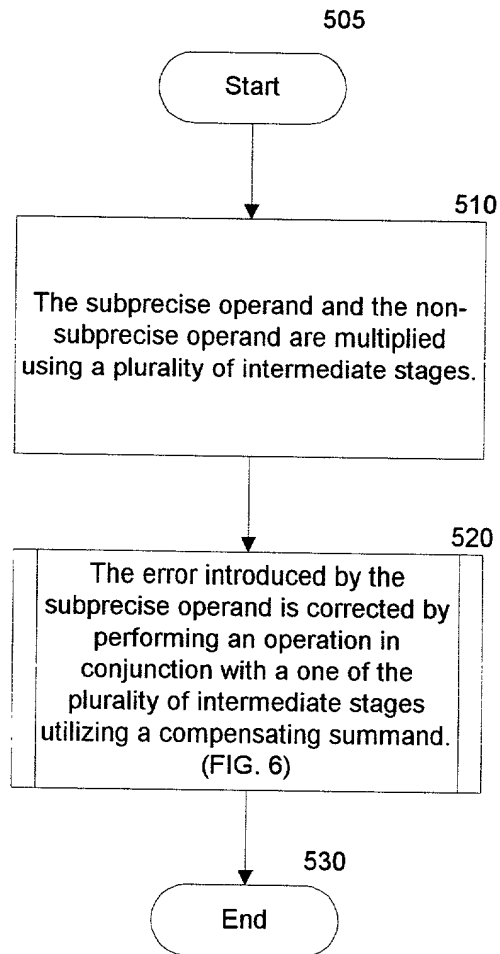 505
Start
510
The subprecise operand and the non-
subprecise operand are multiplied
using a plurality of intermediate stages.
520
The error introduced by the
subprecise operand is corrected by
performing an operation in
conjunction with a one of the
plurality of intermediate stages
utilizing a compensating summand.
(FIG. 6)
530
End